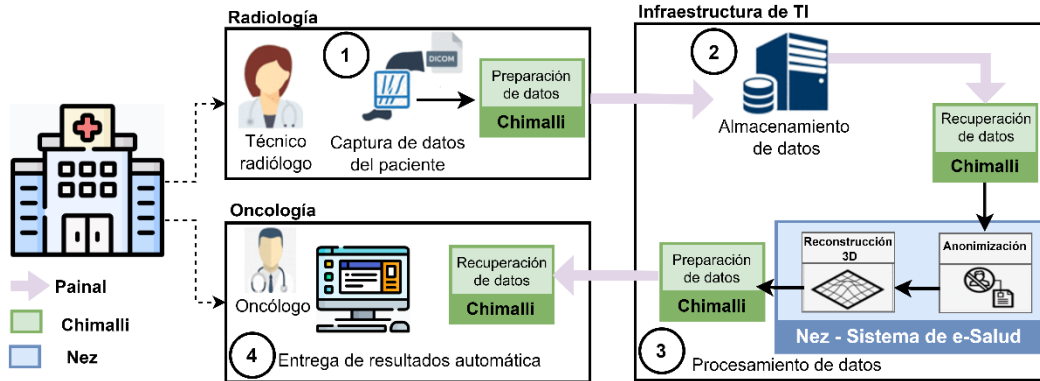 Radiología
1
DICOM
Técnico
radiólogo
Captura de datos
del paciente
Preparación
de datos
Chimalli
Infraestructura de TI
2
Almacenamiento
de datos
Recuperación
de datos
Chimalli
Reconstrucción
3D
Anonimización
Nez - Sistema de e-Salud
Preparación
de datos
Chimalli
3
Procesamiento de datos
Oncología
Oncólogo
Recuperación
de datos
Chimalli
4
Entrega de resultados automática
Painal
Chimalli
Nez